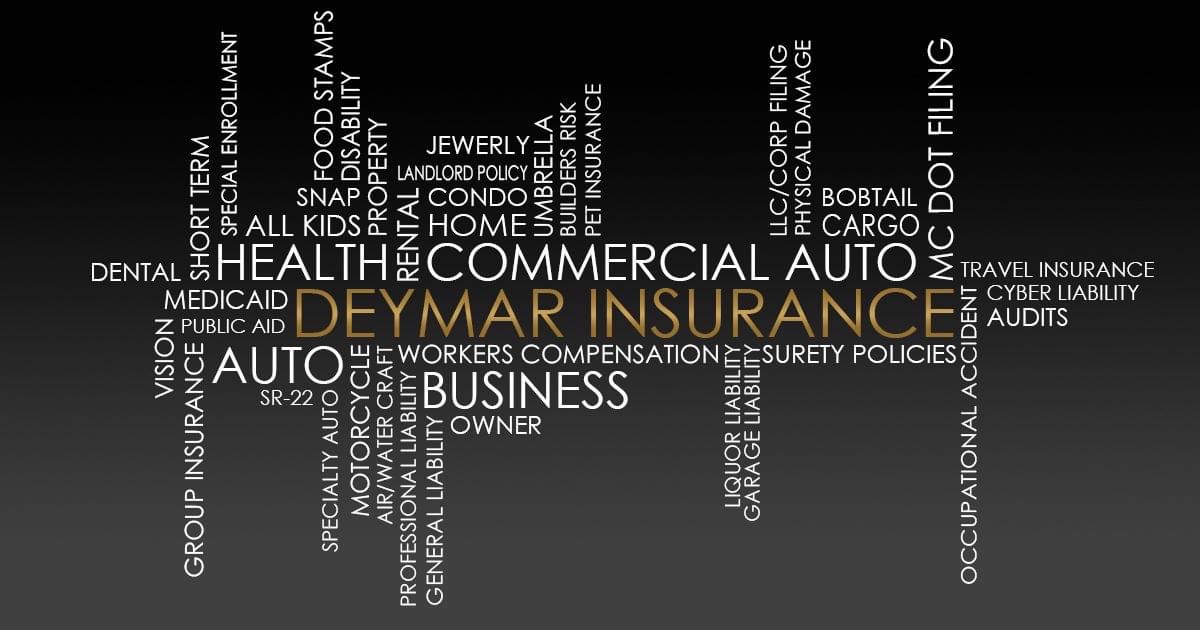 FOOD STAMPS
SPECIAL ENROLLMENT
DISABILITY
LLC/CORP FILING
PHYSICAL DAMAGE
MC DOT FILING
SHORT TERM
PROPERTY
JEWERLY
UMBRELLA
BUILDERS RISK
PET INSURANCE
LANDLORD POLICY
SNAP
RENTAL
CONDO
BOBTAIL
ALL KIDS
HOME
CARGO
DENTAL
HEALTH
COMMERCIAL AUTO
TRAVEL INSURANCE
MEDICAID
DEYMAR INSURANCE
CYBER LIABILITY
PUBLIC AID
AUDITS
VISION
GROUP INSURANCE
AUTO
MOTORCYCLE
AIR/WATER CRAFT
WORKERS COMPENSATION
LIQUOR LIABILITY
GARAGE LIABILITY
SURETY POLICIES
OCCUPATIONAL ACCIDENT
SR-22
SPECIALTY AUTO
PROFESSIONAL LIABILITY
BUSINESS
GENERAL LIABILITY
OWNER